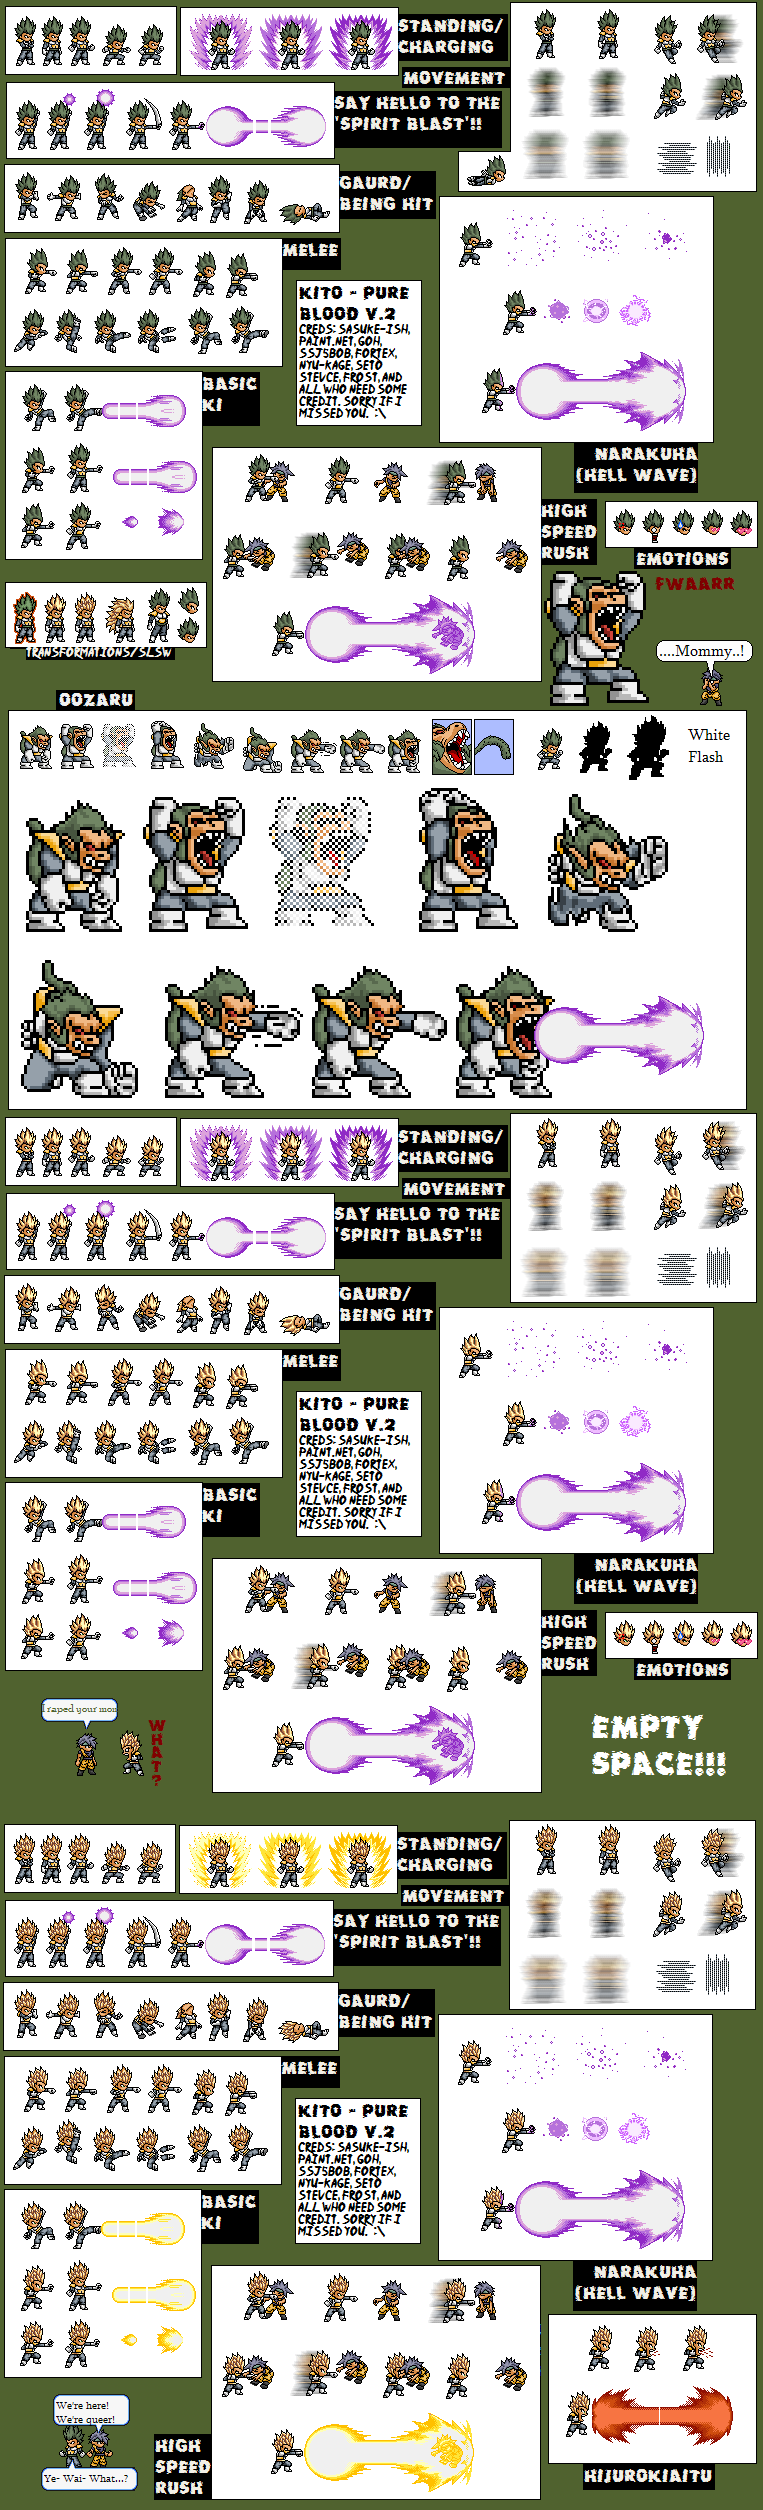 STANDING/
CHARGING
MOVEMENT
SAY HELLO TO THE
'SPIRIT BLAST'!!
GAURD/
BEING HIT
MELEE
KITO - PURE
BLOOD V.2
CREDS: SASUKE-ISH,
PAINT.NET, GOH,
SSJ5BOB, FORTEX,
NYU-KAGE, SETO
STEVCE, FROST, AND
ALL WHO NEED SOME
CREDIT. SORRY IF I
MISSED YOU. :\
BASIC
KI
NARAKUHA
(HELL WAVE)
HIGH
SPEED
RUSH
EMOTIONS
FWAARR
....Mommy..!
TRANSFORMATIONS/SLSW
OOZARU
White
Flash
STANDING/
CHARGING
MOVEMENT
SAY HELLO TO THE
'SPIRIT BLAST'!!
GAURD/
BEING HIT
MELEE
KITO - PURE
BLOOD V.2
CREDS: SASUKE-ISH,
PAINT.NET, GOH,
SSJ5BOB, FORTEX,
NYU-KAGE, SETO
STEVCE, FROST, AND
ALL WHO NEED SOME
CREDIT. SORRY IF I
MISSED YOU. :\
BASIC
KI
NARAKUHA
(HELL WAVE)
HIGH
SPEED
RUSH
EMOTIONS
I raped your mom
WHAT?
EMPTY
SPACE!!!
STANDING/
CHARGING
MOVEMENT
SAY HELLO TO THE
'SPIRIT BLAST'!!
GAURD/
BEING HIT
MELEE
KITO - PURE
BLOOD V.2
CREDS: SASUKE-ISH,
PAINT.NET, GOH,
SSJ5BOB, FORTEX,
NYU-KAGE, SETO
STEVCE, FROST, AND
ALL WHO NEED SOME
CREDIT. SORRY IF I
MISSED YOU. :\
BASIC
KI
NARAKUHA
(HELL WAVE)
We're here!
We're queer!
Ye- Wai- What...?
HIGH
SPEED
RUSH
HIJUROKIAITU